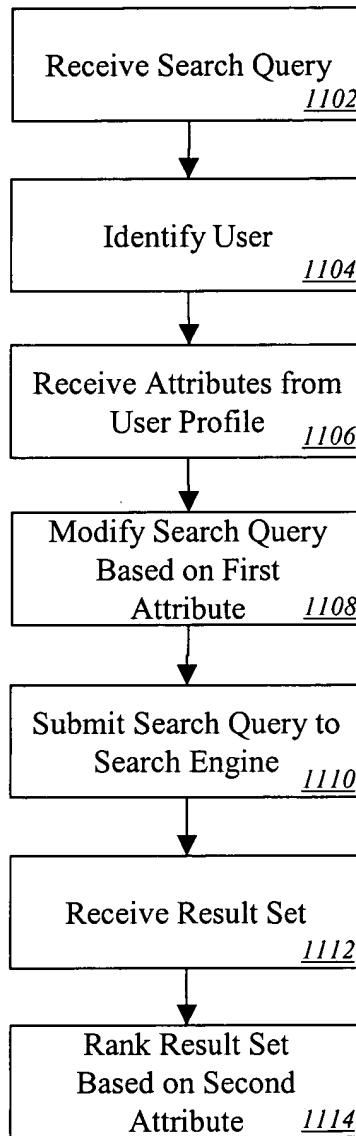 Receive Search Query
1102
Identify User
1104
Receive Attributes from
User Profile
1106
Modify Search Query
Based on First
Attribute
1108
Submit Search Query to
Search Engine
1110
Receive Result Set
1112
Rank Result Set
Based on Second
Attribute
1114